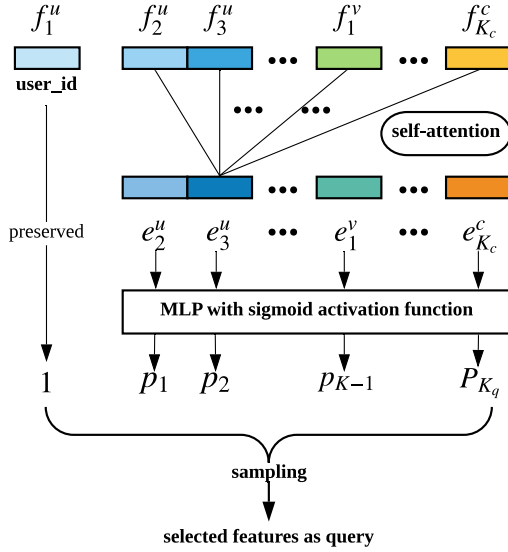 f_1^u f_2^u f_3^u ••• f_1^v ••• f_{K_c}^c
user_id
••• •••
self-attention
••• •••
preserved e_2^u e_3^u ••• e_1^v ••• e_{K_c}^c
MLP with sigmoid activation function
1 p_1 p_2 p_{K−1} P_{K_q}
sampling
selected features as query